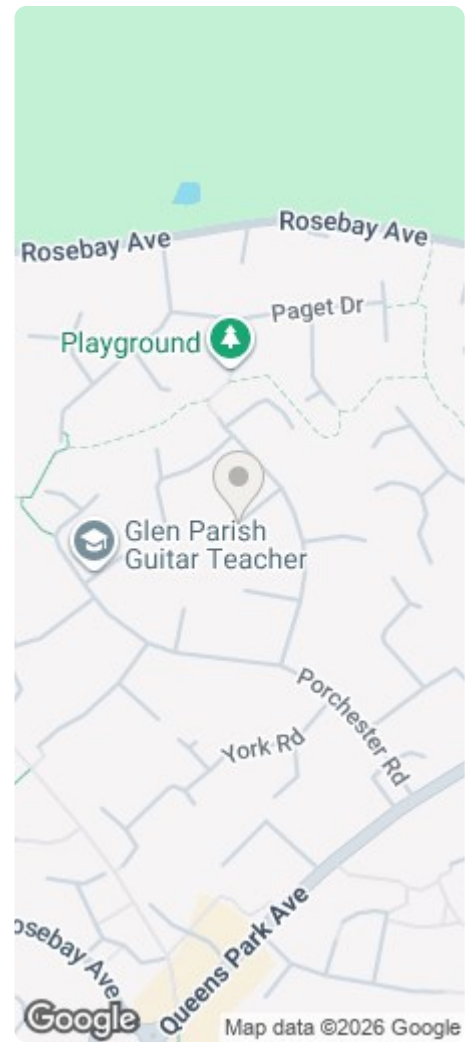 Rosebay Ave
Rosebay Ave
Paget Dr
Playground
Glen Parish
Guitar Teacher
Porchester Rd
York Rd
Queens Park Ave
osebay Ave
Google
Map data ©2026 Google